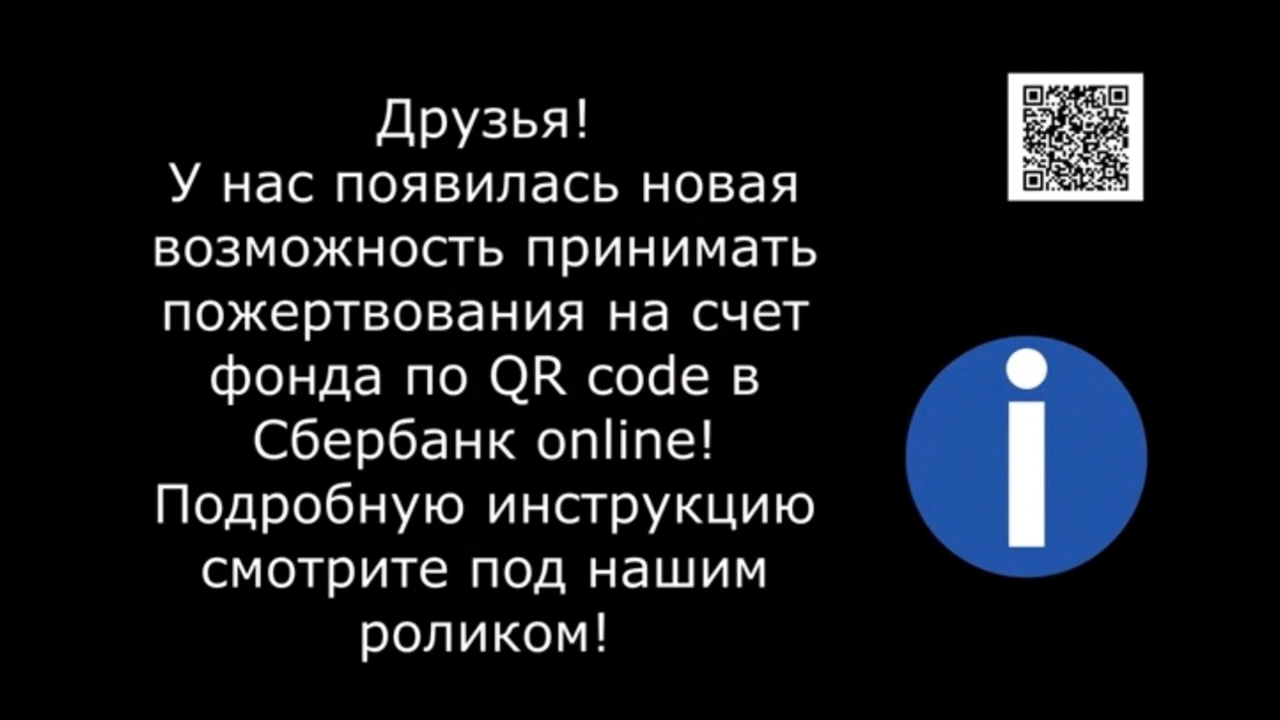 Друзья!
У нас появилась новая
возможность принимать
пожертвования на счет
фонда по QR code в
Сбербанк online!
Подробную инструкцию
смотрите под нашим
роликом!
i